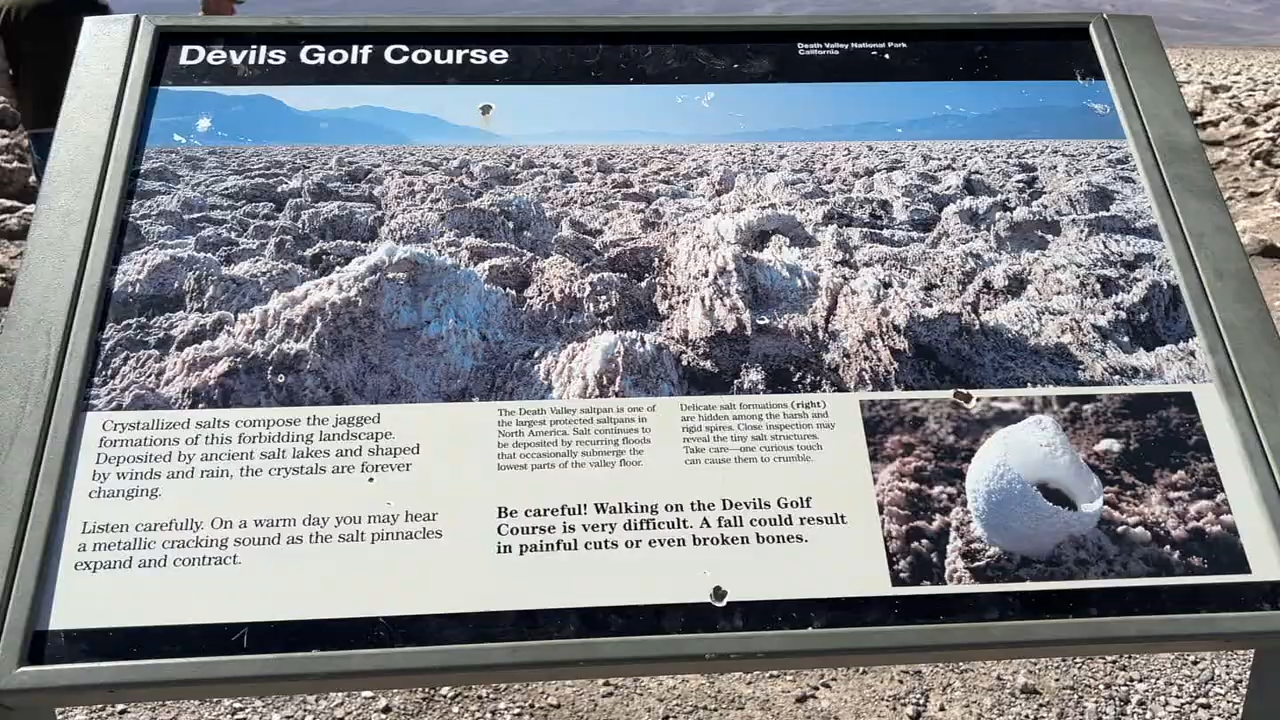 Devils Golf Course
Death Valley National Park
California
Crystallized salts compose the jagged
formations of this forbidding landscape.
Deposited by ancient salt lakes and shaped
by winds and rain, the crystals are forever
changing.
Listen carefully. On a warm day you may hear
a metallic cracking sound as the salt pinnacles
expand and contract.
The Death Valley saltpan is one of
the largest protected saltpans in
North America. Salt continues to
be deposited by recurring floods
that occasionally submerge the
lowest parts of the valley floor.
Delicate salt formations (right)
are hidden among the harsh and
rigid spires. Close inspection may
reveal the tiny salt structures.
Take care—one curious touch
can cause them to crumble.
Be careful! Walking on the Devils Golf
Course is very difficult. A fall could result
in painful cuts or even broken bones.